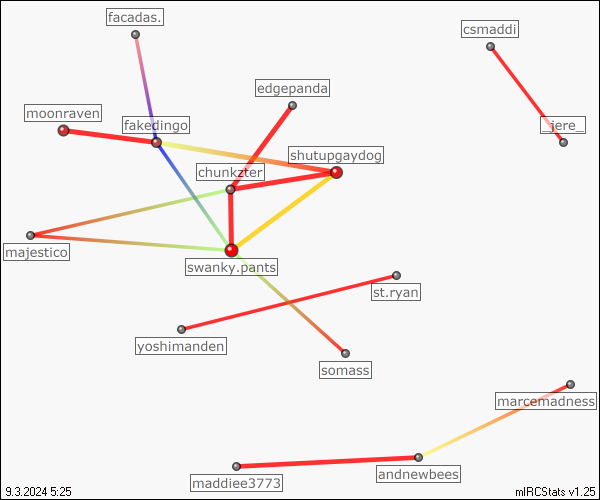 facadas.
csmaddi
edgepanda
moonraven
fakedingo
_jere_
shutupgaydog
chunkzter
majestico
swanky.pants
st.ryan
yoshimanden
somass
marcemadness
andnewbees
maddiee3773
9.3.2024 5:25
mIRCStats v1.25